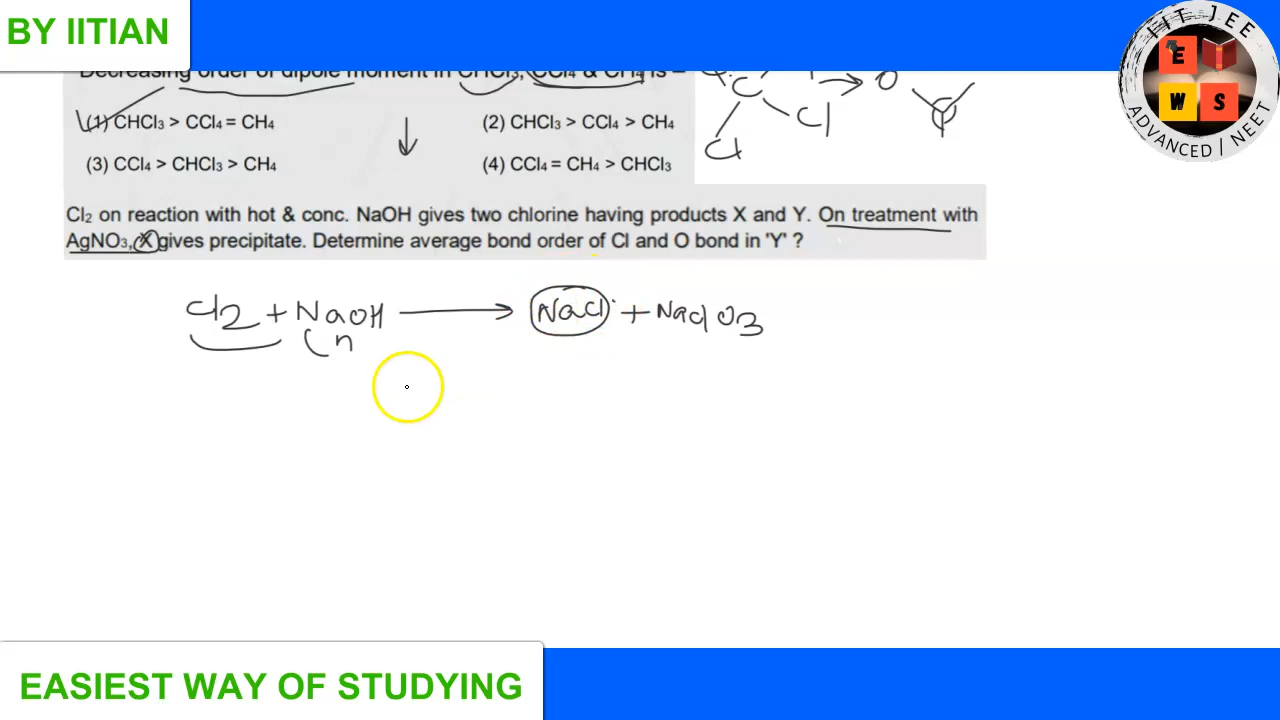 BY IITIAN
IIT JEE
E
W S
ADVANCED / NEET
Decreasing order of dipole moment in CHCl₃, CCl₄ & CH₄ is –
(1) CHCl₃ > CCl₄ = CH₄
(2) CHCl₃ > CCl₄ > CH₄
(3) CCl₄ > CHCl₃ > CH₄
(4) CCl₄ = CH₄ > CHCl₃
C Cl → O
Cl
Cl₂ on reaction with hot & conc. NaOH gives two chlorine having products X and Y. On treatment with
AgNO₃, X gives precipitate. Determine average bond order of Cl and O bond in 'Y' ?
Cl2 + NaOH → NaCl + NaclO3
n
EASIEST WAY OF STUDYING